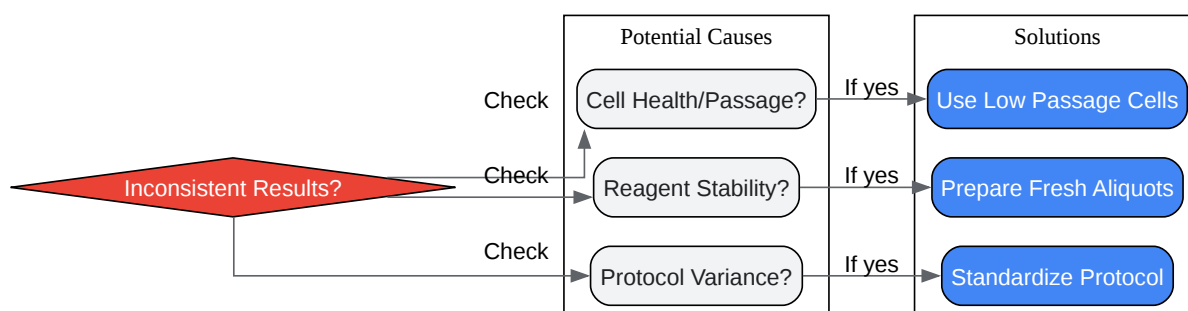 Potential Causes
Solutions
Check
Cell Health/Passage?
If yes
Use Low Passage Cells
Inconsistent Results?
Check
Reagent Stability?
If yes
Prepare Fresh Aliquots
Check
Protocol Variance?
If yes
Standardize Protocol